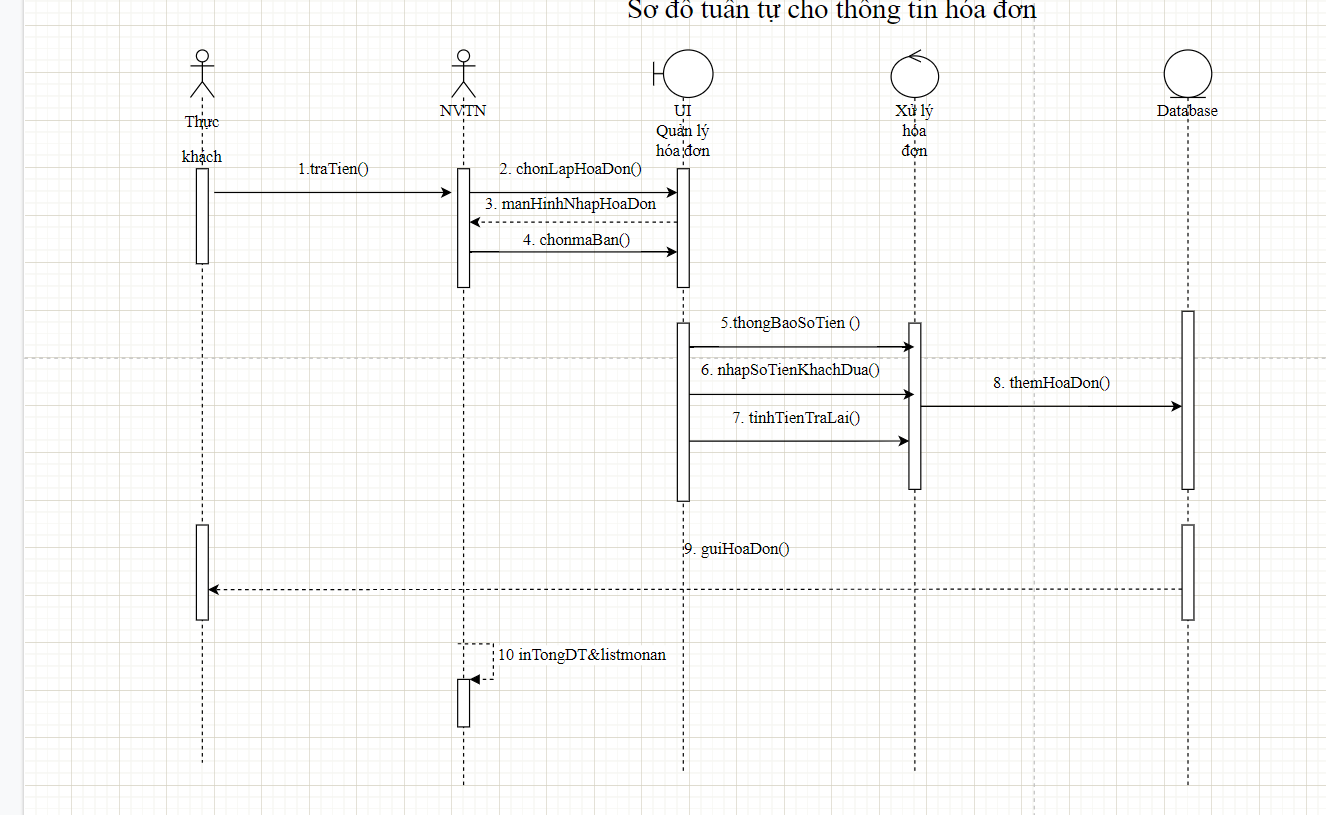 Sơ đồ tuần tự cho thông tin hóa đơn
Thực
khách
NVTN
UI
Quản lý
hóa đơn
Xử lý
hóa
đơn
Database
1.traTien()
2. chonLapHoaDon()
3. manHinhNhapHoaDon
4. chonmaBan()
5.thongBaoSoTien ()
6. nhapSoTienKhachDua()
7. tinhTienTraLai()
8. themHoaDon()
9. guiHoaDon()
10 inTongDT&listmonan